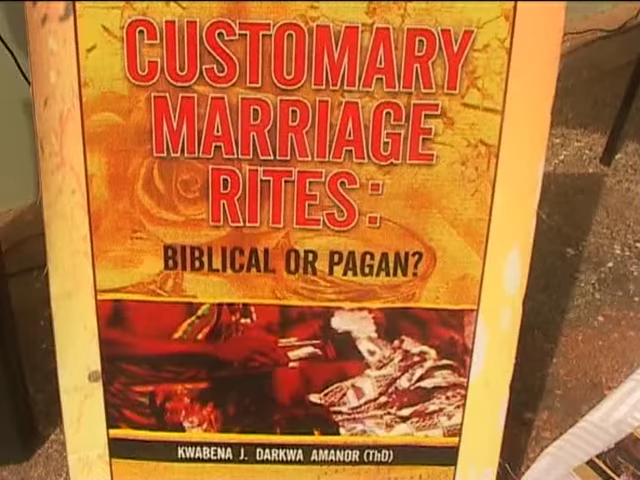 CUSTOMARY
MARRIAGE
RITES:
BIBLICAL OR PAGAN?
KWABENA J. DARKWA AMANOR (ThD)